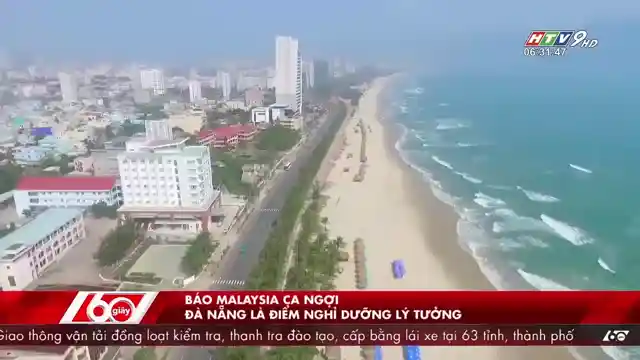 HTV9 HD
06:31:47
60 giây
BÁO MALAYSIA CA NGỢI
ĐÀ NẴNG LÀ ĐIỂM NGHỈ DƯỠNG LÝ TƯỞNG
Giao thông vận tải đồng loạt kiểm tra, thanh tra đào tạo, cấp bằng lái xe tại 63 tỉnh, thành phố
60